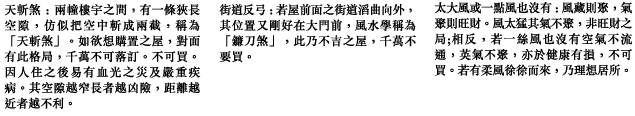 天斬煞：兩幢樓宇之間，有一條狹長
空隙，仿似把空中斬成兩截，稱為
「天斬煞」。如欲想購置之屋，對面
有此格局，千萬不可落訂。不可買。
因人住之後易有血光之災及嚴重疾
病。其空隙越窄長者越凶險，距離越
近者越不利。
街道反弓：若屋前面之街道滔曲向外，
其位置又剛好在大門前，風水學稱為
「鐮刀煞」，此乃不吉之屋，千萬不
要買。
太大風或一點風也沒有：風藏則聚，氣
聚則旺財。風太猛其氣不聚，非旺財之
局;相反，若一絲風也沒有空氣不流
通，英氣不聚，亦於健康有損，不可
買。若有柔風徐徐而來，乃理想居所。